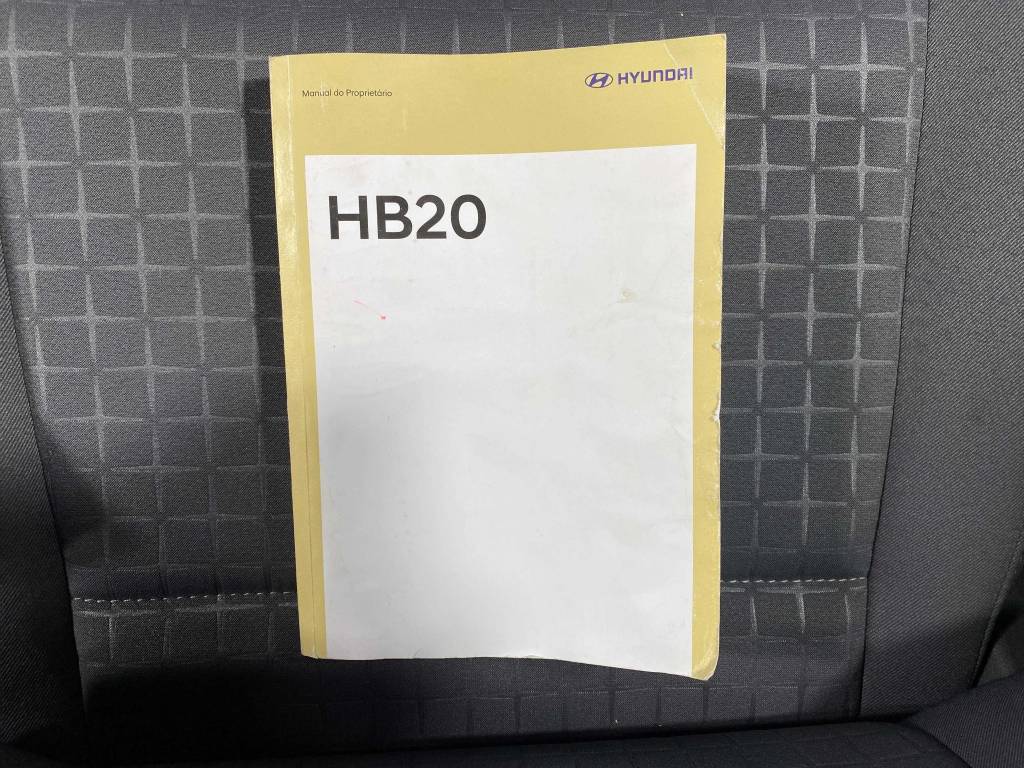 Manual do Proprietário
HYUNDAI
HB20